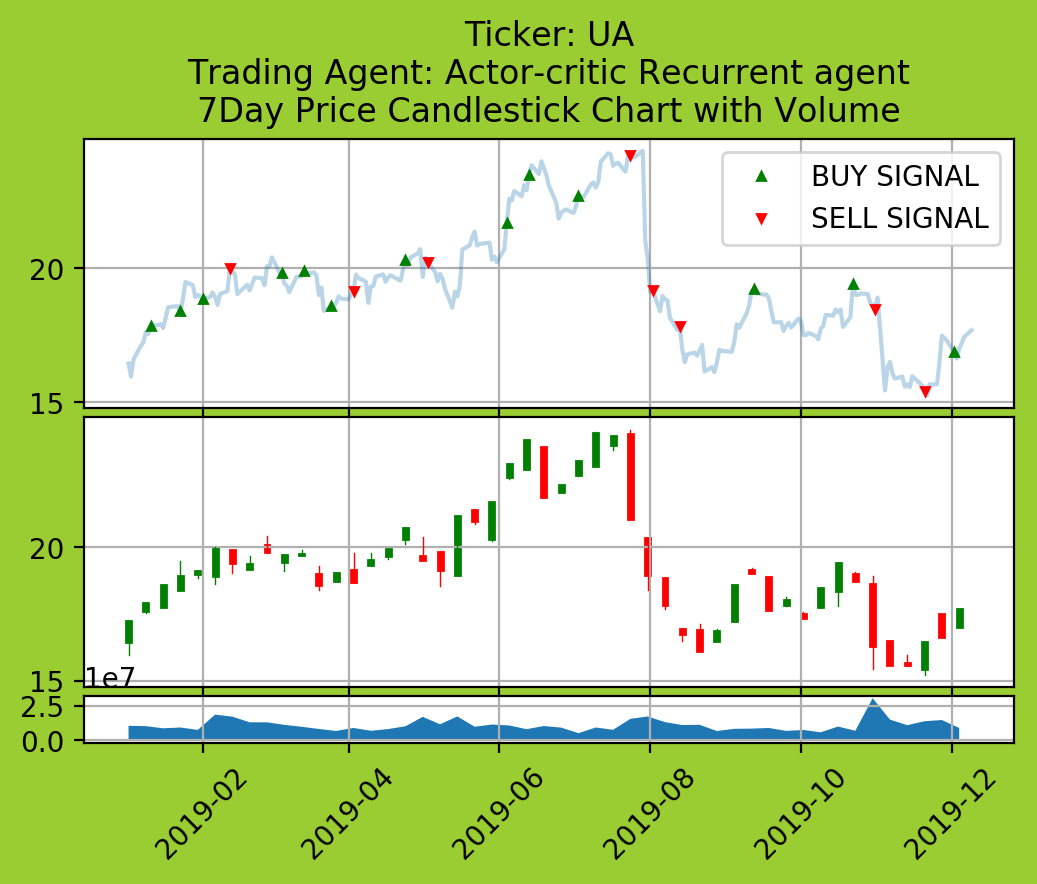 Ticker: UA
Trading Agent: Actor-critic Recurrent agent
7Day Price Candlestick Chart with Volume
BUY SIGNAL
SELL SIGNAL
20
15
20
15
1e7
2.5
0.0
2019-02
2019-04
2019-06
2019-08
2019-10
2019-12